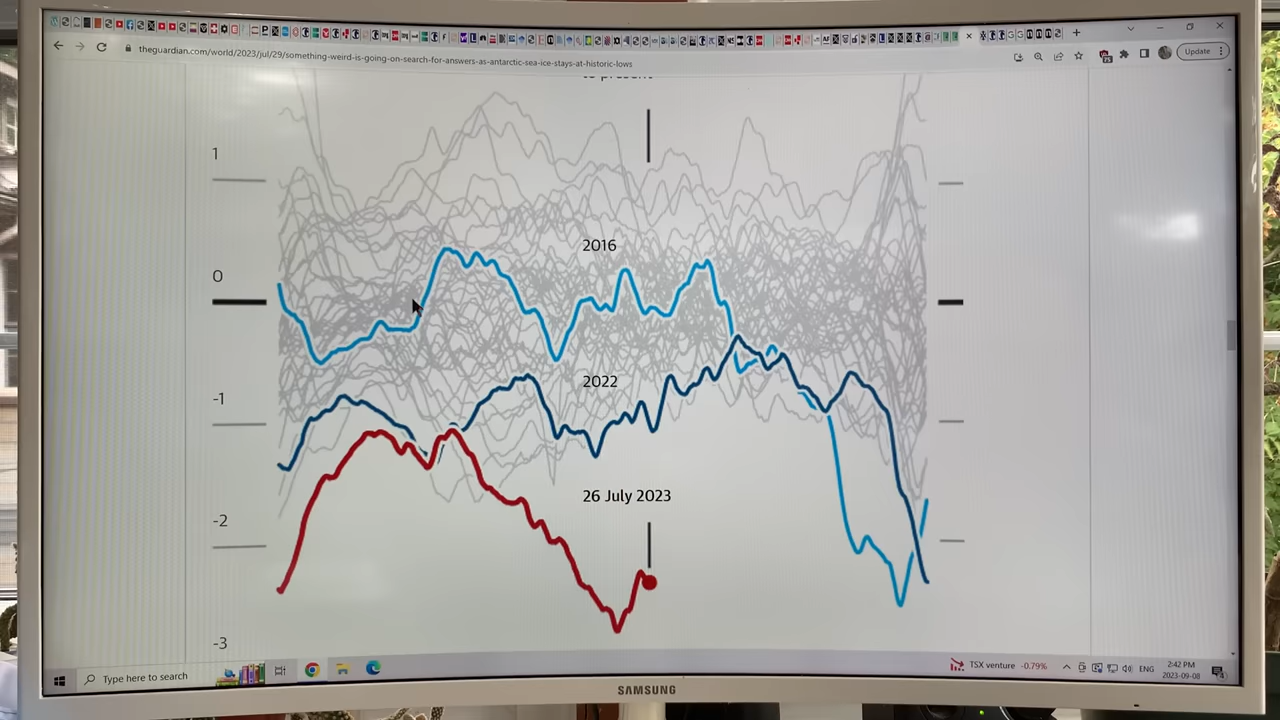 theguardian.com/world/2023/jul/29/something-weird-is-going-on-search-for-answers-as-antarctic-sea-ice-stays-at-historic-lows
Update
to present
1
2016
0
2022
-1
26 July 2023
-2
-3
Type here to search
TSX venture -0.79%
ENG
2:42 PM
2023-09-08
SAMSUNG